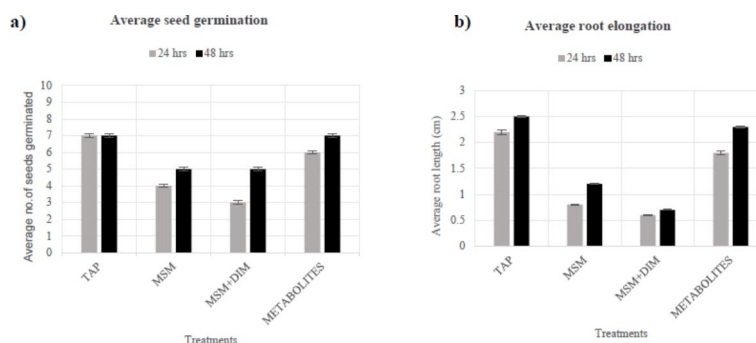 a)
Average seed germination
24 hrs 48 hrs
Average no.of seeds germinated
10
9
8
7
6
5
4
3
2
1
0
TAP
MSM
MSM+DIM
METABOLITES
Treatments
b)
Average root elongation
24 hrs 48 hrs
Average root length (cm)
3
2.5
2
1.5
1
0.5
0
TAP
MSM
MSM+DIM
METABOLITES
Treatments